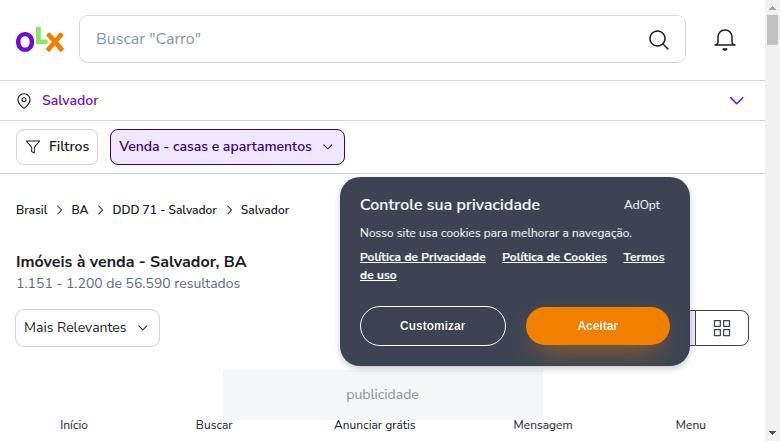 olx
Buscar "Carro"
Salvador
Filtros
Venda - casas e apartamentos
Brasil > BA > DDD 71 - Salvador > Salvador
Imóveis à venda - Salvador, BA
1.151 - 1.200 de 56.590 resultados
Mais Relevantes
Controle sua privacidade
AdOpt
Nosso site usa cookies para melhorar a navegação.
Política de Privacidade Política de Cookies Termos
de uso
Customizar
Aceitar
publicidade
Início Buscar Anunciar grátis Mensagem Menu